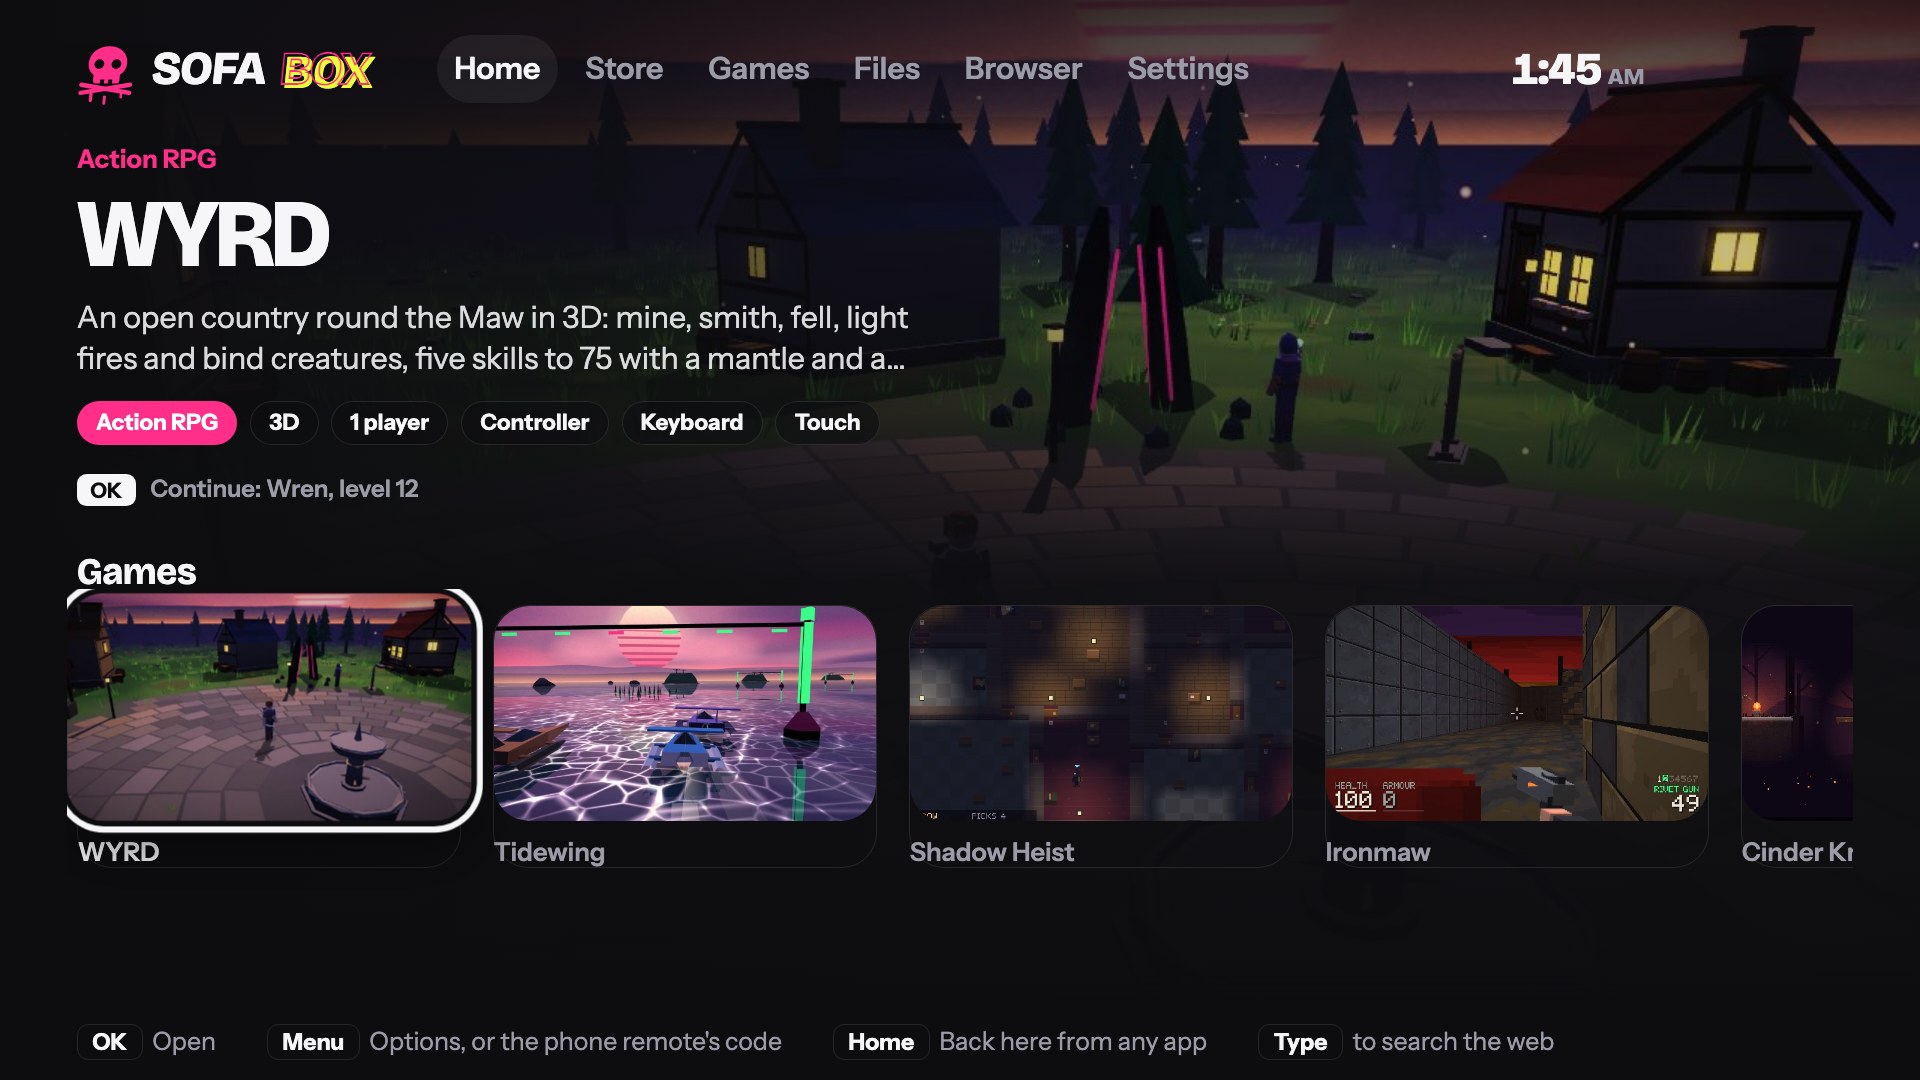 SOFA BOX
Home Store Games Files Browser Settings
1:45 AM
Action RPG
WYRD
An open country round the Maw in 3D: mine, smith, fell, light
fires and bind creatures, five skills to 75 with a mantle and a...
Action RPG 3D 1 player Controller Keyboard Touch
OK Continue: Wren, level 12
Games
PICKS 4
HEALTH ARMOUR
100 0
1234567
RIVET GUN
49
WYRD Tidewing Shadow Heist Ironmaw Cinder
OK Open Menu Options, or the phone remote's code Home Back here from any app Type to search the web